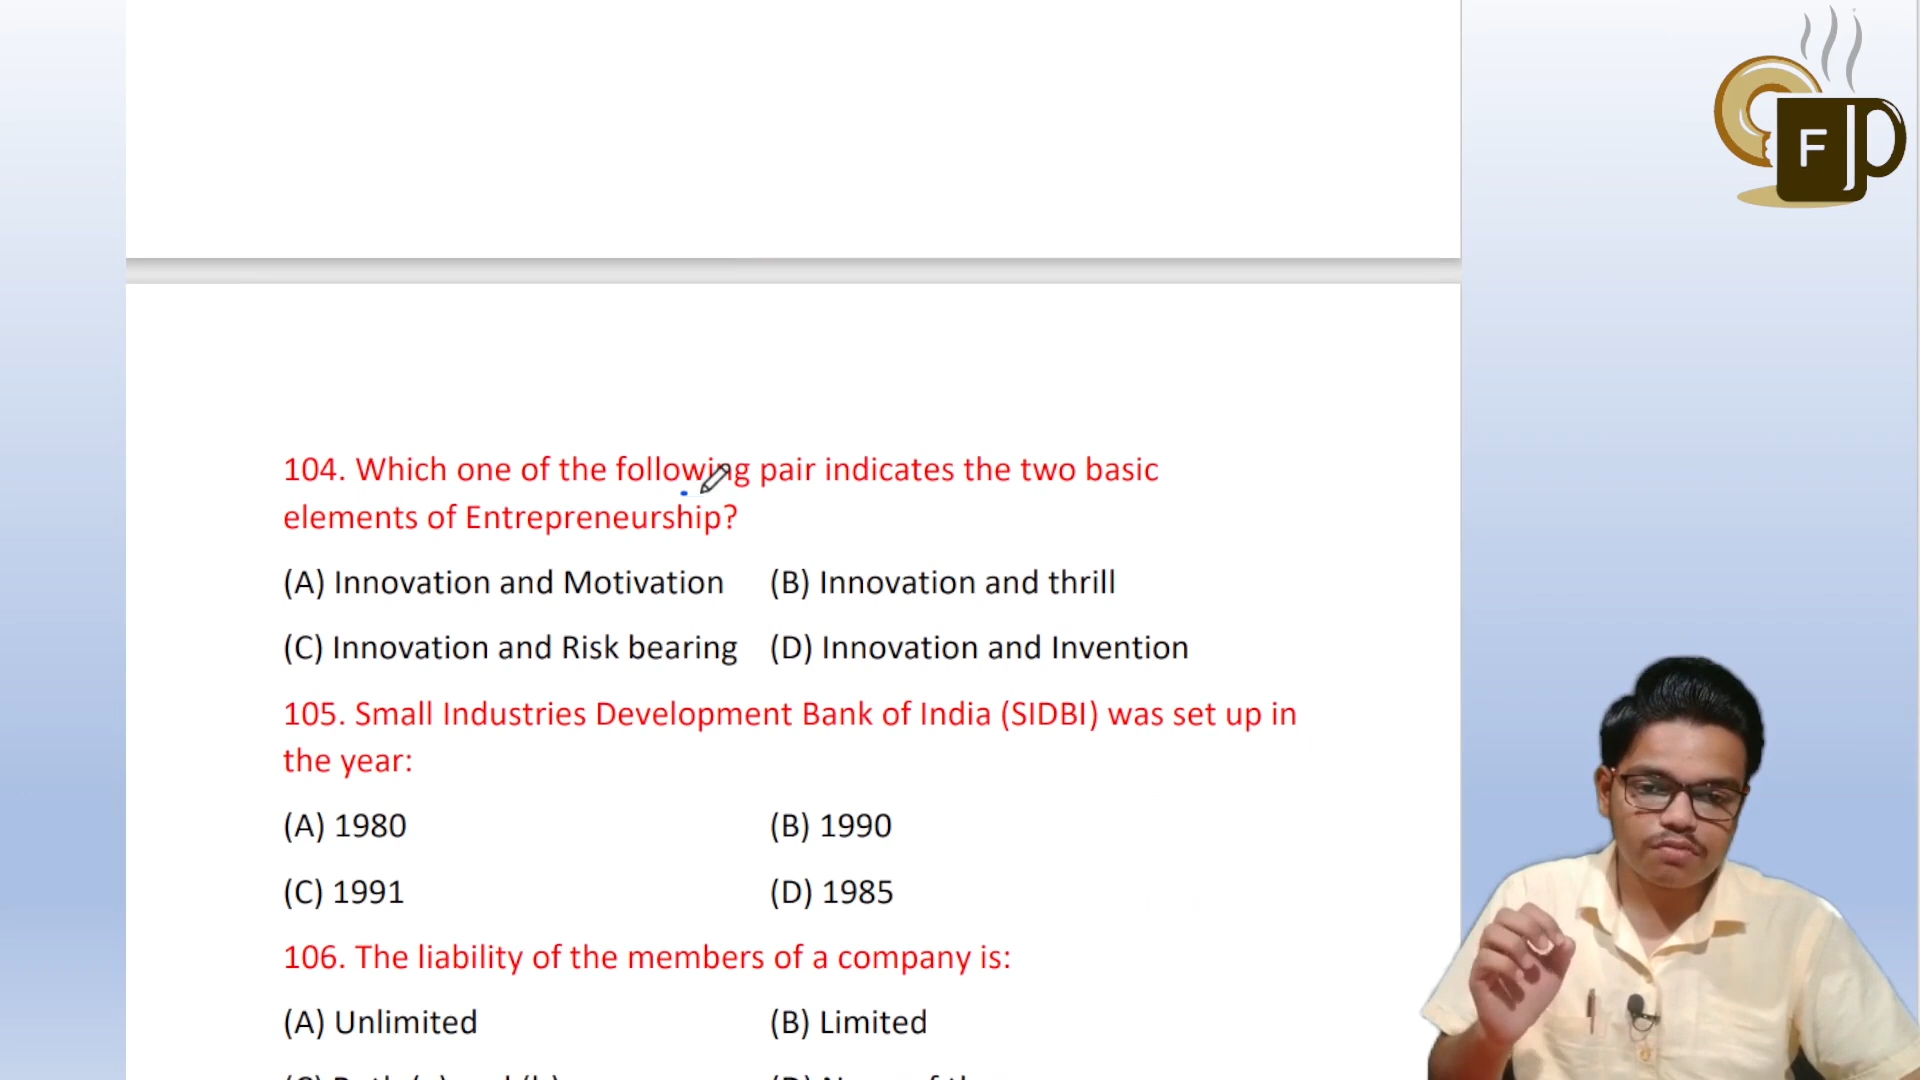 F
104. Which one of the following pair indicates the two basic
elements of Entrepreneurship?
(A) Innovation and Motivation (B) Innovation and thrill
(C) Innovation and Risk bearing (D) Innovation and Invention
105. Small Industries Development Bank of India (SIDBI) was set up in
the year:
(A) 1980 (B) 1990
(C) 1991 (D) 1985
106. The liability of the members of a company is:
(A) Unlimited (B) Limited